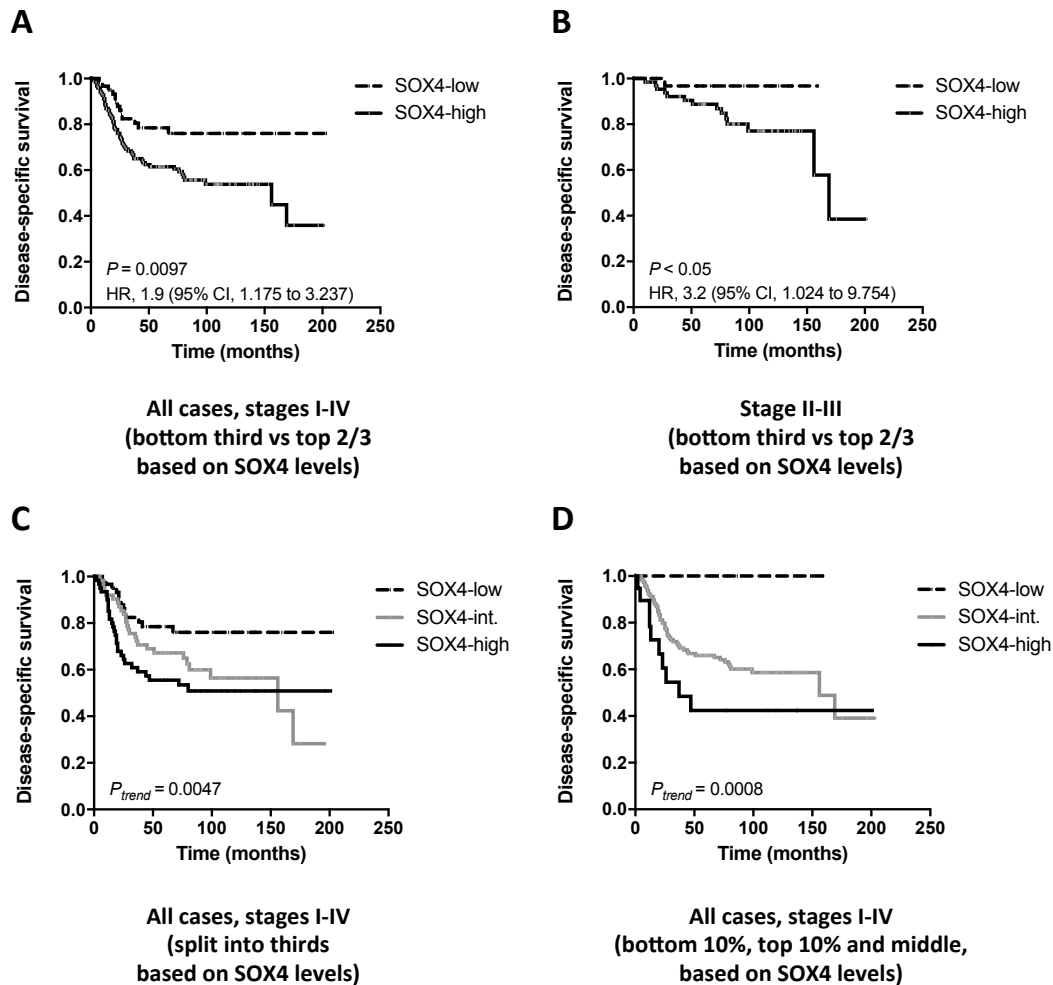 A
Disease-specific survival
1.0
0.8
0.6
0.4
0.2
0.0
0 50 100 150 200 250
Time (months)
SOX4-low
SOX4-high
P = 0.0097
HR, 1.9 (95% CI, 1.175 to 3.237)
All cases, stages I-IV
(bottom third vs top 2/3
based on SOX4 levels)
B
Disease-specific survival
1.0
0.8
0.6
0.4
0.2
0.0
0 50 100 150 200 250
Time (months)
SOX4-low
SOX4-high
P < 0.05
HR, 3.2 (95% CI, 1.024 to 9.754)
Stage II-III
(bottom third vs top 2/3
based on SOX4 levels)
C
Disease-specific survival
1.0
0.8
0.6
0.4
0.2
0.0
0 50 100 150 200 250
Time (months)
SOX4-low
SOX4-int.
SOX4-high
Ptrend = 0.0047
All cases, stages I-IV
(split into thirds
based on SOX4 levels)
D
Disease-specific survival
1.0
0.8
0.6
0.4
0.2
0.0
0 50 100 150 200 250
Time (months)
SOX4-low
SOX4-int.
SOX4-high
Ptrend = 0.0008
All cases, stages I-IV
(bottom 10%, top 10% and middle,
based on SOX4 levels)